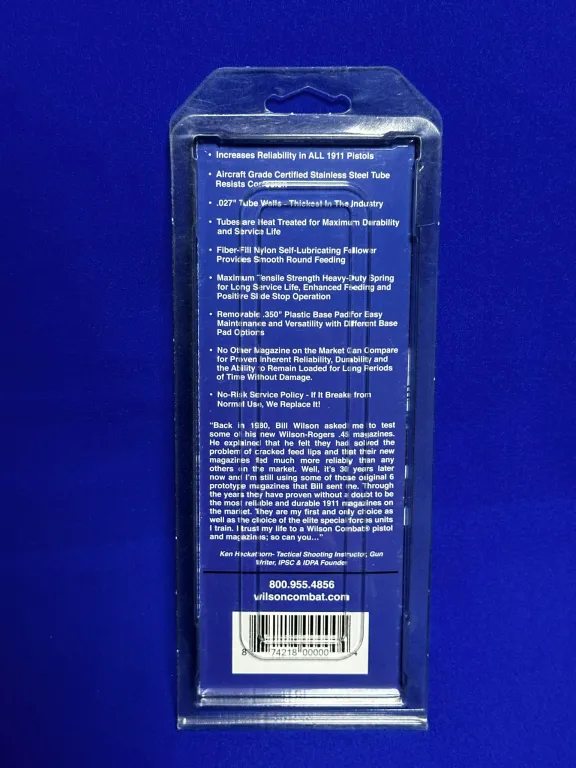 • Increases Reliability in ALL 1911 Pistols
• Aircraft Grade Certified Stainless Steel Tube
Resists Corrosion
• .027" Tube Walls - Thickest In The Industry
• Tubes are Heat Treated for Maximum Durability
and Service Life
• Fiber-Fill Nylon Self-Lubricating Follower
Provides Smooth Round Feeding
• Maximum Tensile Strength Heavy-Duty Spring
for Long Service Life, Enhanced Feeding and
Positive Slide Stop Operation
• Removable .350" Plastic Base Pad for Easy
Maintenance and Versatility with Different Base
Pad Options
• No Other Magazine on the Market Can Compare
for Proven Inherent Reliability, Durability and
the Ability to Remain Loaded for Long Periods
of Time Without Damage.
• No-Risk Service Policy - If It Breaks from
Normal Use, We Replace It!
"Back in 1980, Bill Wilson asked me to test
some of his new Wilson-Rogers .45 magazines.
He explained that he felt they had solved the
problem of cracked feed lips and that their new
magazines fed much more reliably than any
others on the market. Well, it's 30 years later
now and I'm still using some of those original 6
prototype magazines that Bill sent me. Through
the years they have proven without a doubt to be
the most reliable and durable 1911 magazines on
the market. They are my first and only choice as
well as the choice of the elite special forces units
I train. I trust my life to a Wilson Combat® pistol
and magazines; so can you..."
Ken Hackathorn- Tactical Shooting Instructor, Gun
Writer, IPSC & IDPA Founder
800.955.4856
wilsoncombat.com
8 74218 00000 4